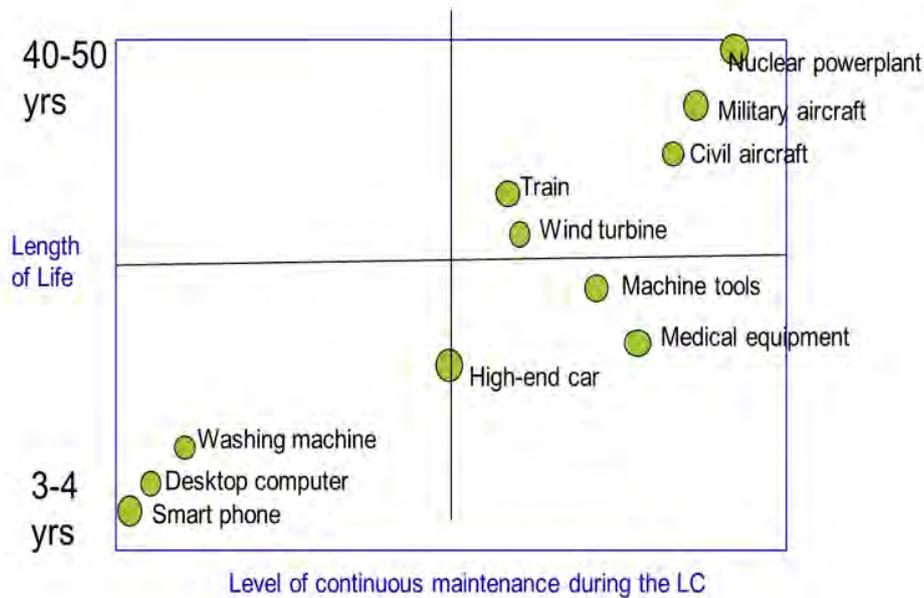 40-50
yrs
Nuclear powerplant
Military aircraft
Civil aircraft
Train
Wind turbine
Length
of Life
Machine tools
Medical equipment
High-end car
Washing machine
Desktop computer
3-4
yrs
Smart phone
Level of continuous maintenance during the LC